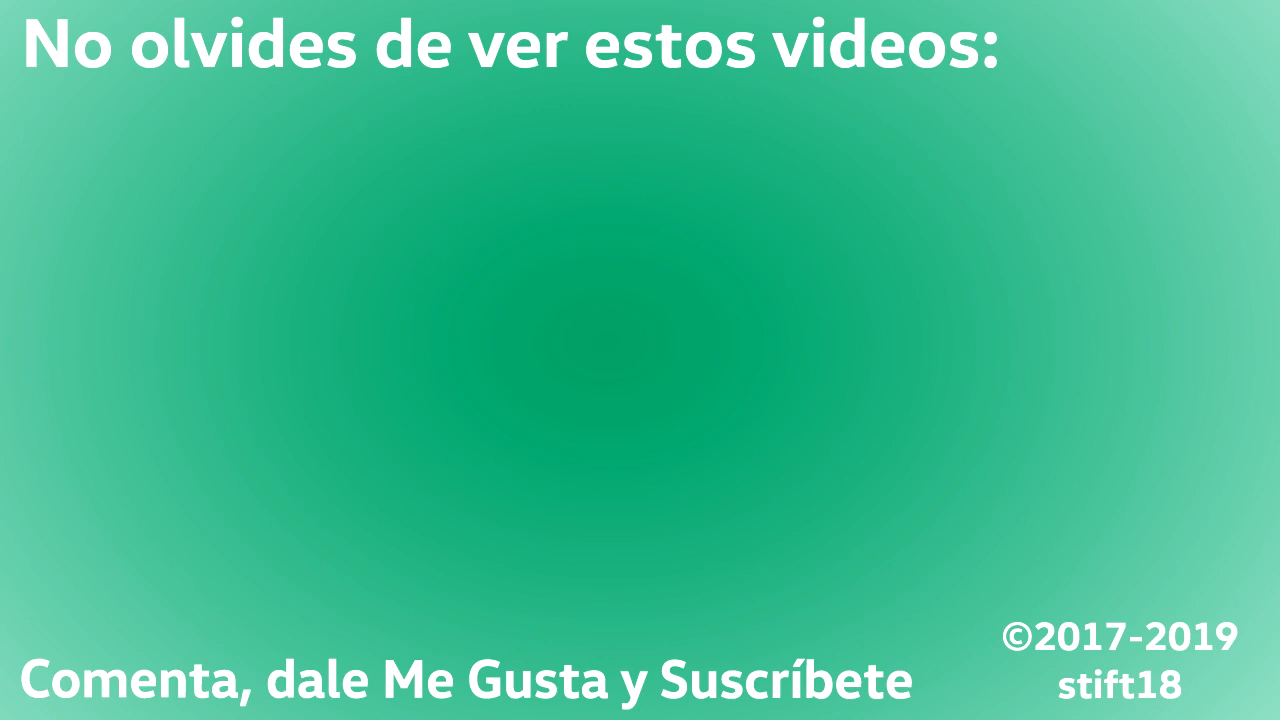 No olvides de ver estos videos:
©2017-2019
stift18
Comenta, dale Me Gusta y Suscríbete